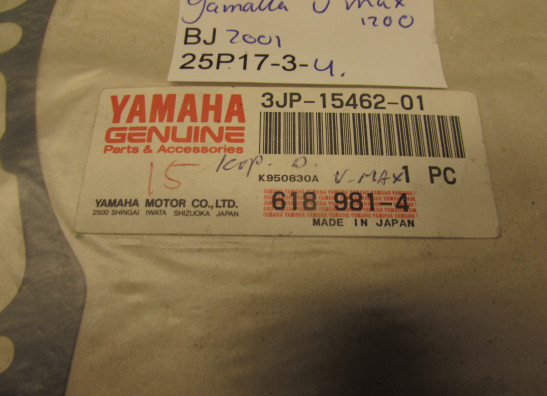 Yamaha V max
1200
BJ 2001
25P17-3-4.
YAMAHA
GENUINE
Parts & Accessories
3JP-15462-01
15
K950830A V-MAX 1 PC
YAMAHA MOTOR CO., LTD.
2500 SHINGAI IWATA SHIZUOKA JAPAN
618 981-4
MADE IN JAPAN